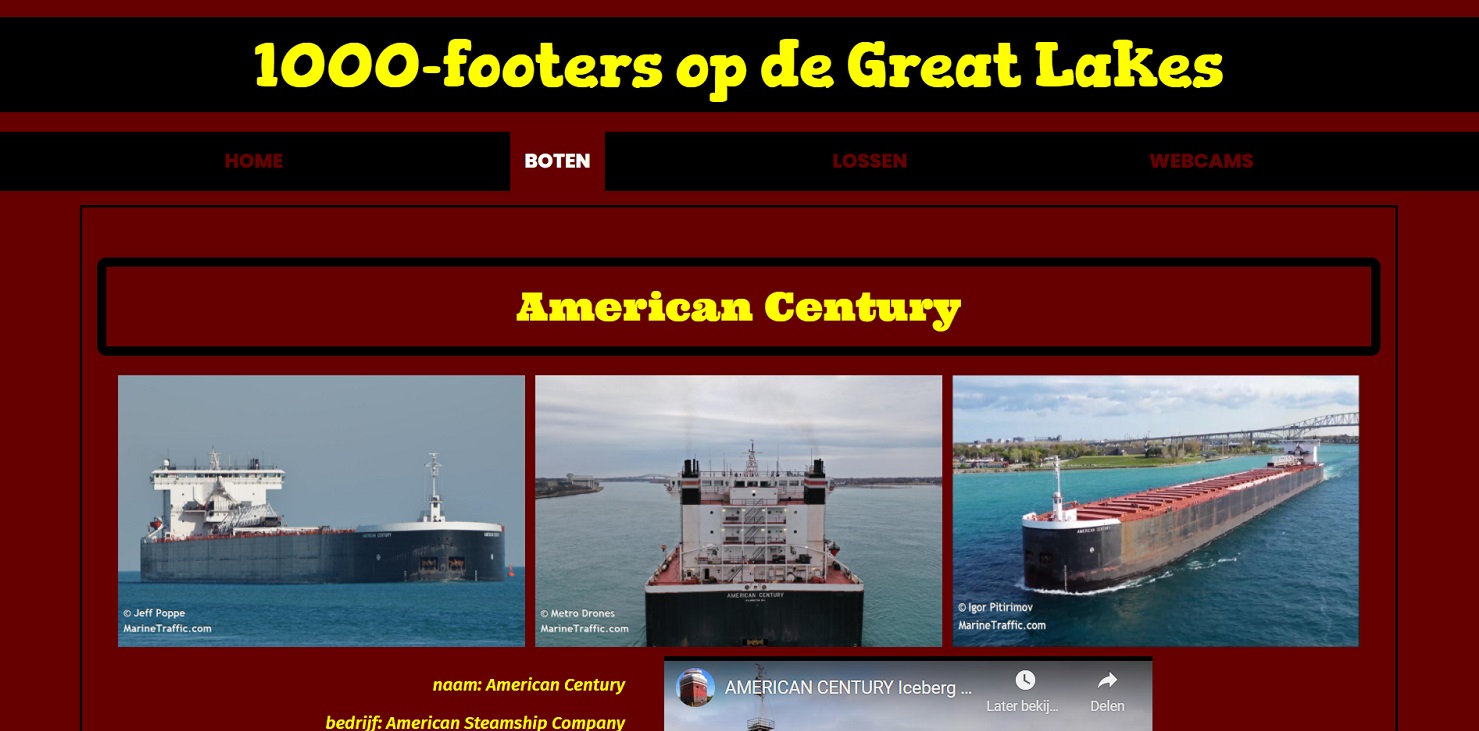 1000-footers op de Great Lakes
HOME BOTEN LOSSEN WEBCAMS
American Century
AMERICAN CENTURY
AMERICAN CENTURY
AMERICAN CENTURY
© Jeff Poppe
MarineTraffic.com
© Metro Drones
MarineTraffic.com
© Igor Pitirimov
MarineTraffic.com
naam: American Century
bedrijf: American Steamship Company
AMERICAN CENTURY Iceberg ...
Later bekij...
Delen